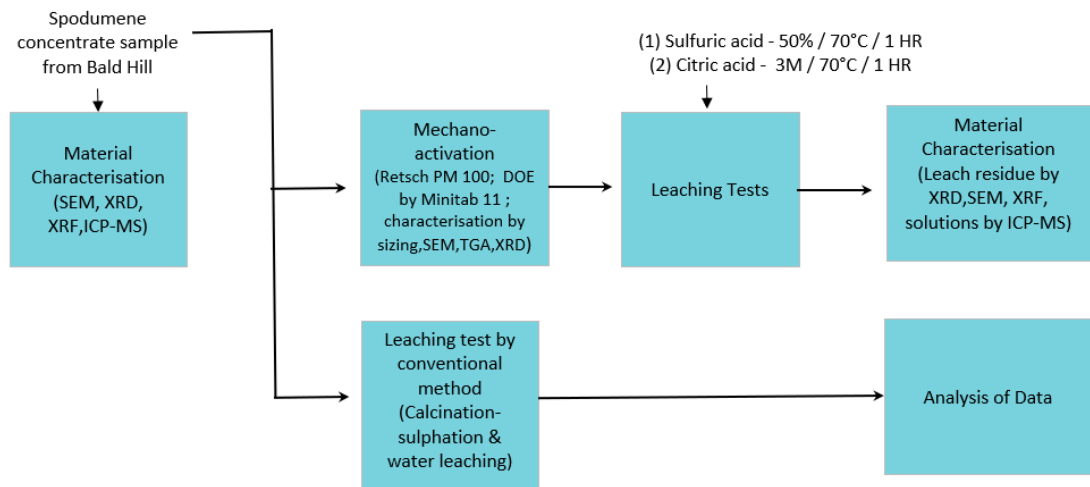 Spodumene
concentrate sample
from Bald Hill
Material
Characterisation
(SEM, XRD,
XRF,ICP-MS)
Mechano-
activation
(Retsch PM 100; DOE
by Minitab 11 ;
characterisation by
sizing,SEM,TGA,XRD)
(1) Sulfuric acid - 50% / 70°C / 1 HR
(2) Citric acid - 3M / 70°C / 1 HR
Leaching Tests
Material
Characterisation
(Leach residue by
XRD,SEM, XRF,
solutions by ICP-MS)
Leaching test by
conventional
method
(Calcination-
sulphation &
water leaching)
Analysis of Data